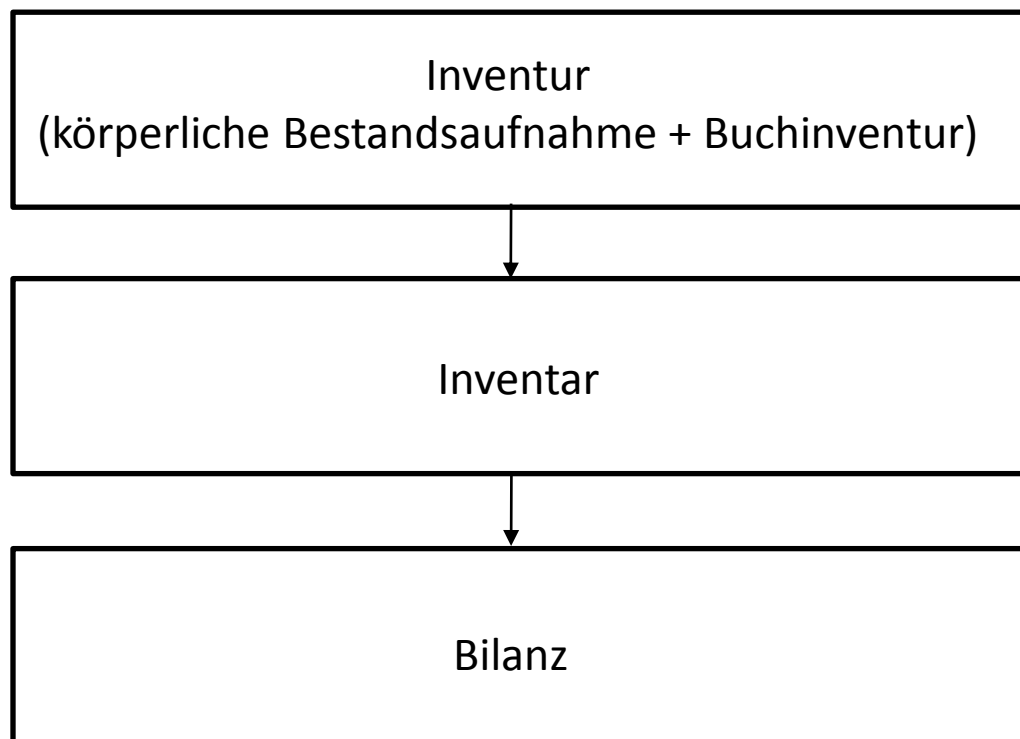 Inventur
(körperliche Bestandsaufnahme + Buchinventur)
Inventar
Bilanz